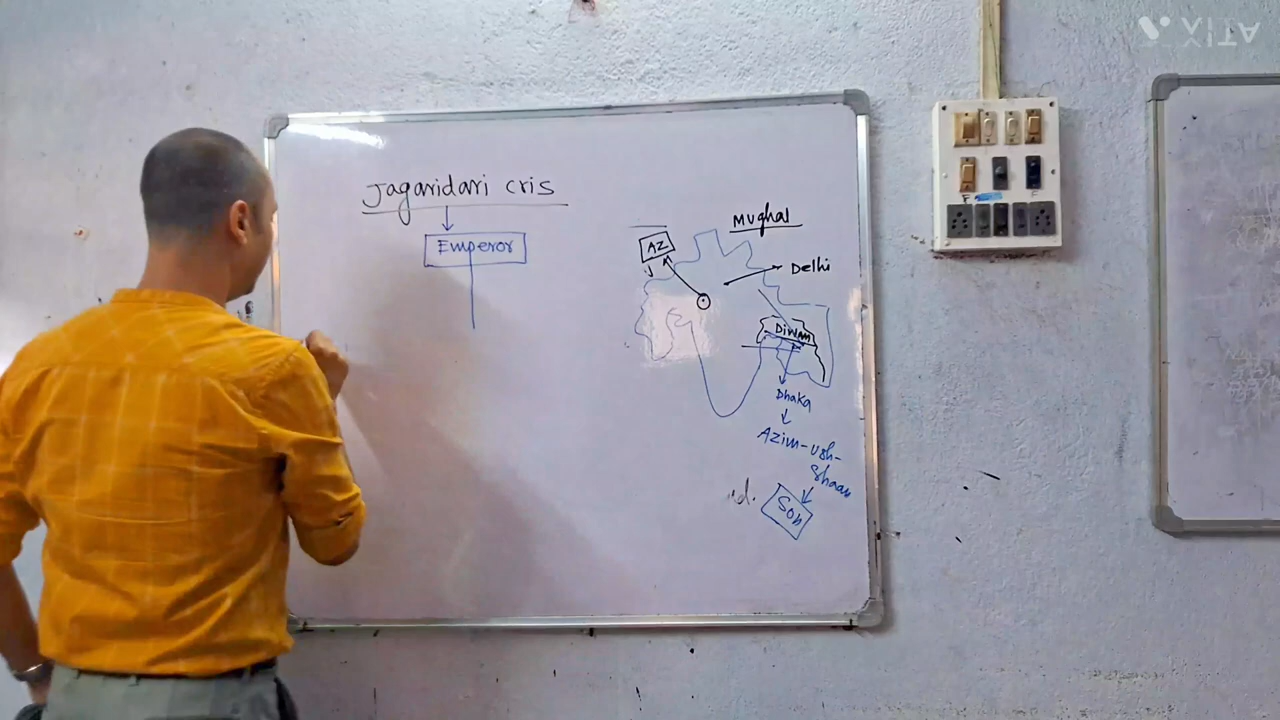 Jagaridari cris
Emperor
Mughal
AZ
Delhi
Diwan
Dhaka
Azim-ush-
Shaan
Son